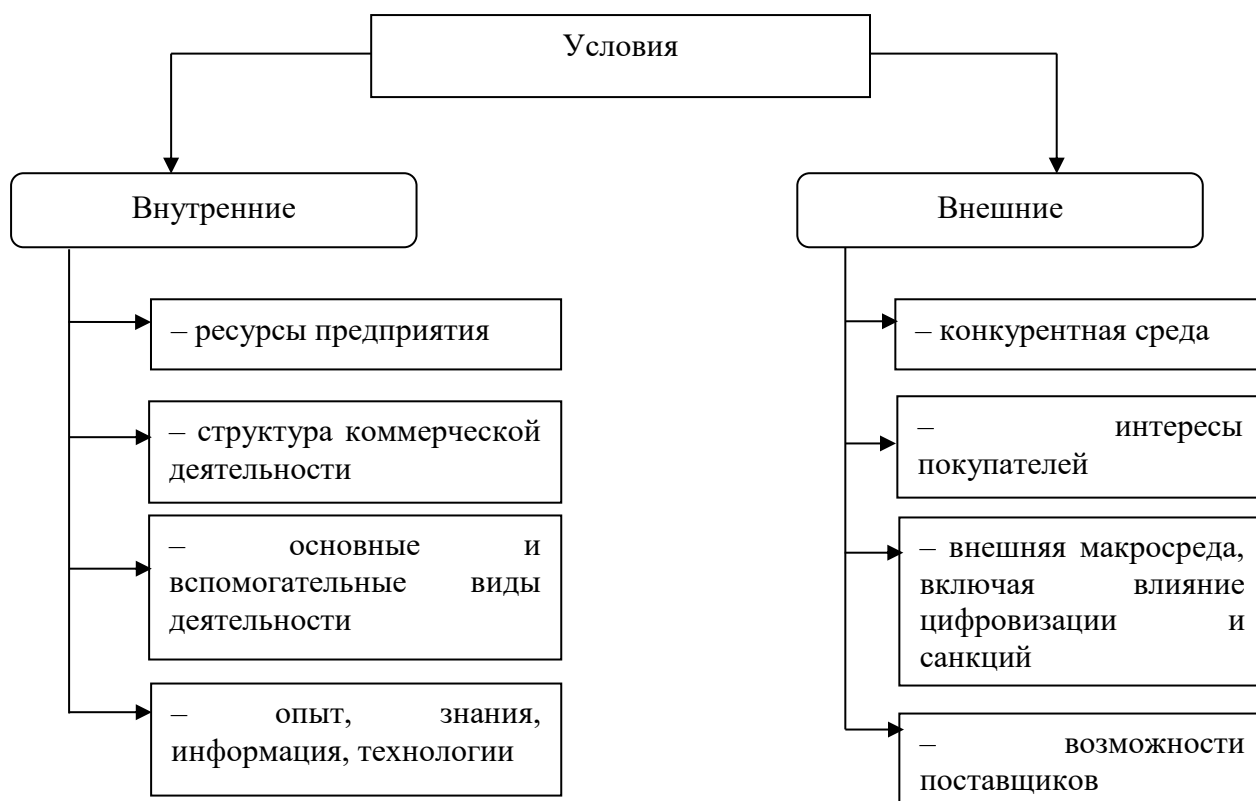 Условия
Внутренние
– ресурсы предприятия
– структура коммерческой
деятельности
– основные и
вспомогательные виды
деятельности
– опыт, знания,
информация, технологии
Внешние
– конкурентная среда
– интересы
покупателей
– внешняя макросреда,
включая влияние
цифровизации и
санкций
– возможности
поставщиков